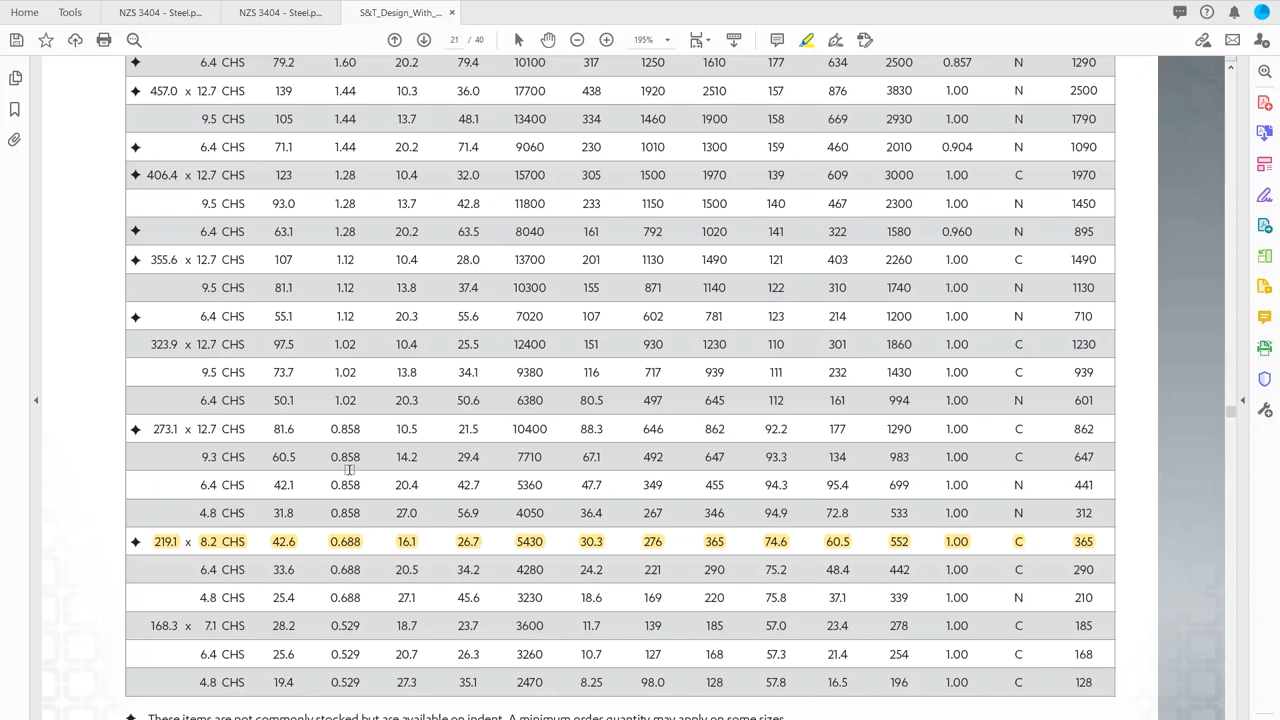 Home Tools NZS 3404 - Steel.p... NZS 3404 - Steel.p... S&T_Design_With_... ×
21 / 40 195%
✦ 6.4 CHS 79.2 1.60 20.2 79.4 10100 317 1250 1610 177 634 2500 0.857 N 1290
✦ 457.0 x 12.7 CHS 139 1.44 10.3 36.0 17700 438 1920 2510 157 876 3830 1.00 N 2500
9.5 CHS 105 1.44 13.7 48.1 13400 334 1460 1900 158 669 2930 1.00 N 1790
✦ 6.4 CHS 71.1 1.44 20.2 71.4 9060 230 1010 1300 159 460 2010 0.904 N 1090
✦ 406.4 x 12.7 CHS 123 1.28 10.4 32.0 15700 305 1500 1970 139 609 3000 1.00 C 1970
9.5 CHS 93.0 1.28 13.7 42.8 11800 233 1150 1500 140 467 2300 1.00 N 1450
✦ 6.4 CHS 63.1 1.28 20.2 63.5 8040 161 792 1020 141 322 1580 0.960 N 895
✦ 355.6 x 12.7 CHS 107 1.12 10.4 28.0 13700 201 1130 1490 121 403 2260 1.00 C 1490
9.5 CHS 81.1 1.12 13.8 37.4 10300 155 871 1140 122 310 1740 1.00 N 1130
✦ 6.4 CHS 55.1 1.12 20.3 55.6 7020 107 602 781 123 214 1200 1.00 N 710
323.9 x 12.7 CHS 97.5 1.02 10.4 25.5 12400 151 930 1230 110 301 1860 1.00 C 1230
9.5 CHS 73.7 1.02 13.8 34.1 9380 116 717 939 111 232 1430 1.00 C 939
6.4 CHS 50.1 1.02 20.3 50.6 6380 80.5 497 645 112 161 994 1.00 N 601
✦ 273.1 x 12.7 CHS 81.6 0.858 10.5 21.5 10400 88.3 646 862 92.2 177 1290 1.00 C 862
9.3 CHS 60.5 0.858 14.2 29.4 7710 67.1 492 647 93.3 134 983 1.00 C 647
6.4 CHS 42.1 0.858 20.4 42.7 5360 47.7 349 455 94.3 95.4 699 1.00 N 441
4.8 CHS 31.8 0.858 27.0 56.9 4050 36.4 267 346 94.9 72.8 533 1.00 N 312
✦ 219.1 x 8.2 CHS 42.6 0.688 16.1 26.7 5430 30.3 276 365 74.6 60.5 552 1.00 C 365
6.4 CHS 33.6 0.688 20.5 34.2 4280 24.2 221 290 75.2 48.4 442 1.00 C 290
4.8 CHS 25.4 0.688 27.1 45.6 3230 18.6 169 220 75.8 37.1 339 1.00 N 210
168.3 x 7.1 CHS 28.2 0.529 18.7 23.7 3600 11.7 139 185 57.0 23.4 278 1.00 C 185
6.4 CHS 25.6 0.529 20.7 26.3 3260 10.7 127 168 57.3 21.4 254 1.00 C 168
4.8 CHS 19.4 0.529 27.3 35.1 2470 8.25 98.0 128 57.8 16.5 196 1.00 C 128
✦ These items are not commonly stocked but are available on indent. A minimum order quantity may apply on some sizes